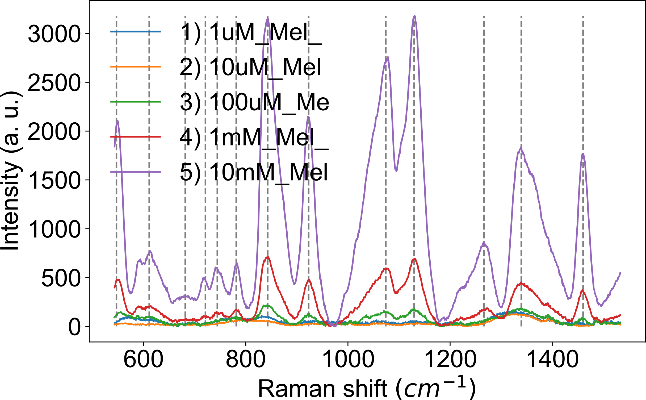 3000
2500
2000
1500
1000
500
0
Intensity (a. u.)
1) 1uM_Mel_
2) 10uM_Mel
3) 100uM_Me
4) 1mM_Mel_
5) 10mM_Mel
600 800 1000 1200 1400
Raman shift (cm⁻¹)